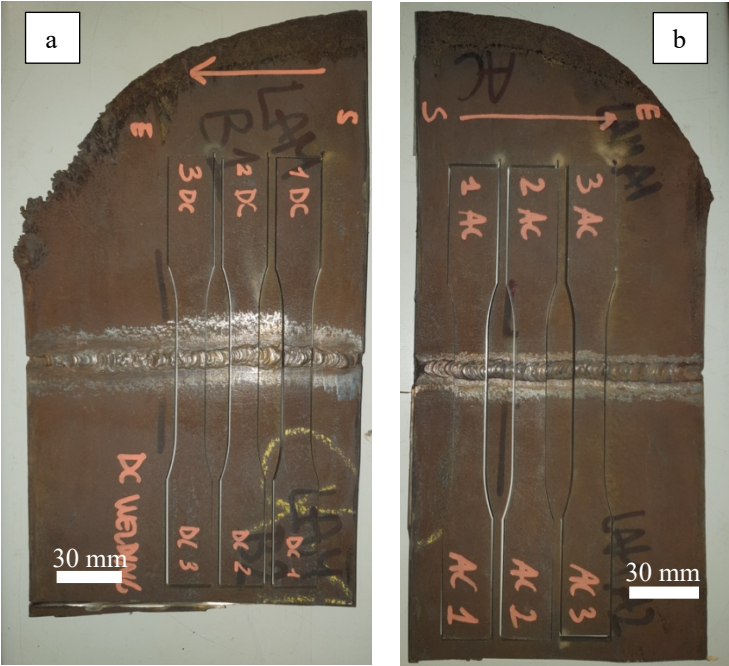 a
E
S
3 DC
2 DC
1 DC
DC WELDING
DC 3
DC 2
DC 1
30 mm
b
AC
S
E
1 AC
2 AC
3 AC
AC 1
AC 2
AC 3
30 mm